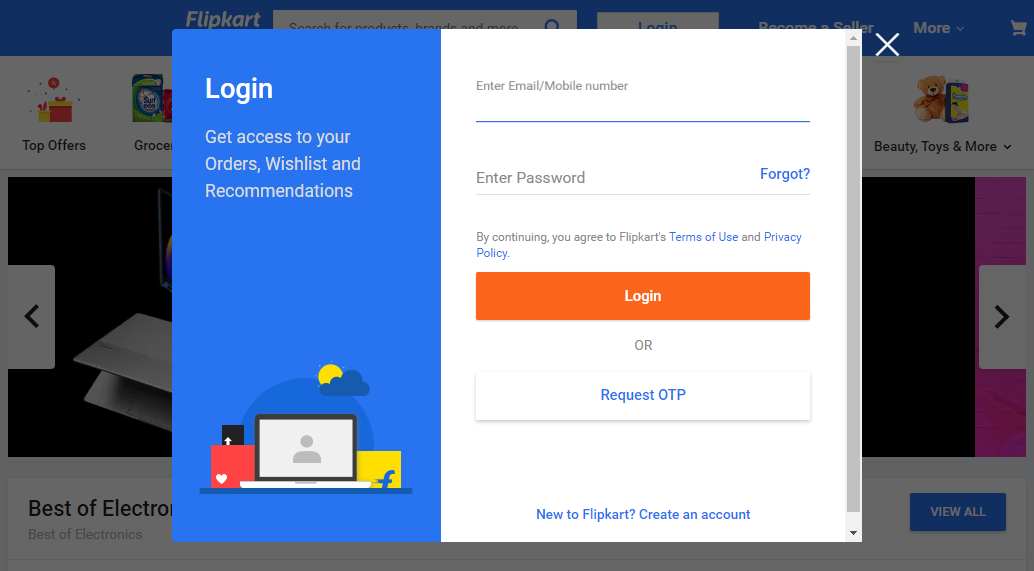 Flipkart
Search for products, brands and more
Login
Become a Seller
More
Top Offers
Grocer
Beauty, Toys & More
Login
Get access to your
Orders, Wishlist and
Recommendations
Enter Email/Mobile number
Enter Password
Forgot?
By continuing, you agree to Flipkart's Terms of Use and Privacy
Policy.
Login
OR
Request OTP
New to Flipkart? Create an account
Best of Electron
Best of Electronics
VIEW ALL